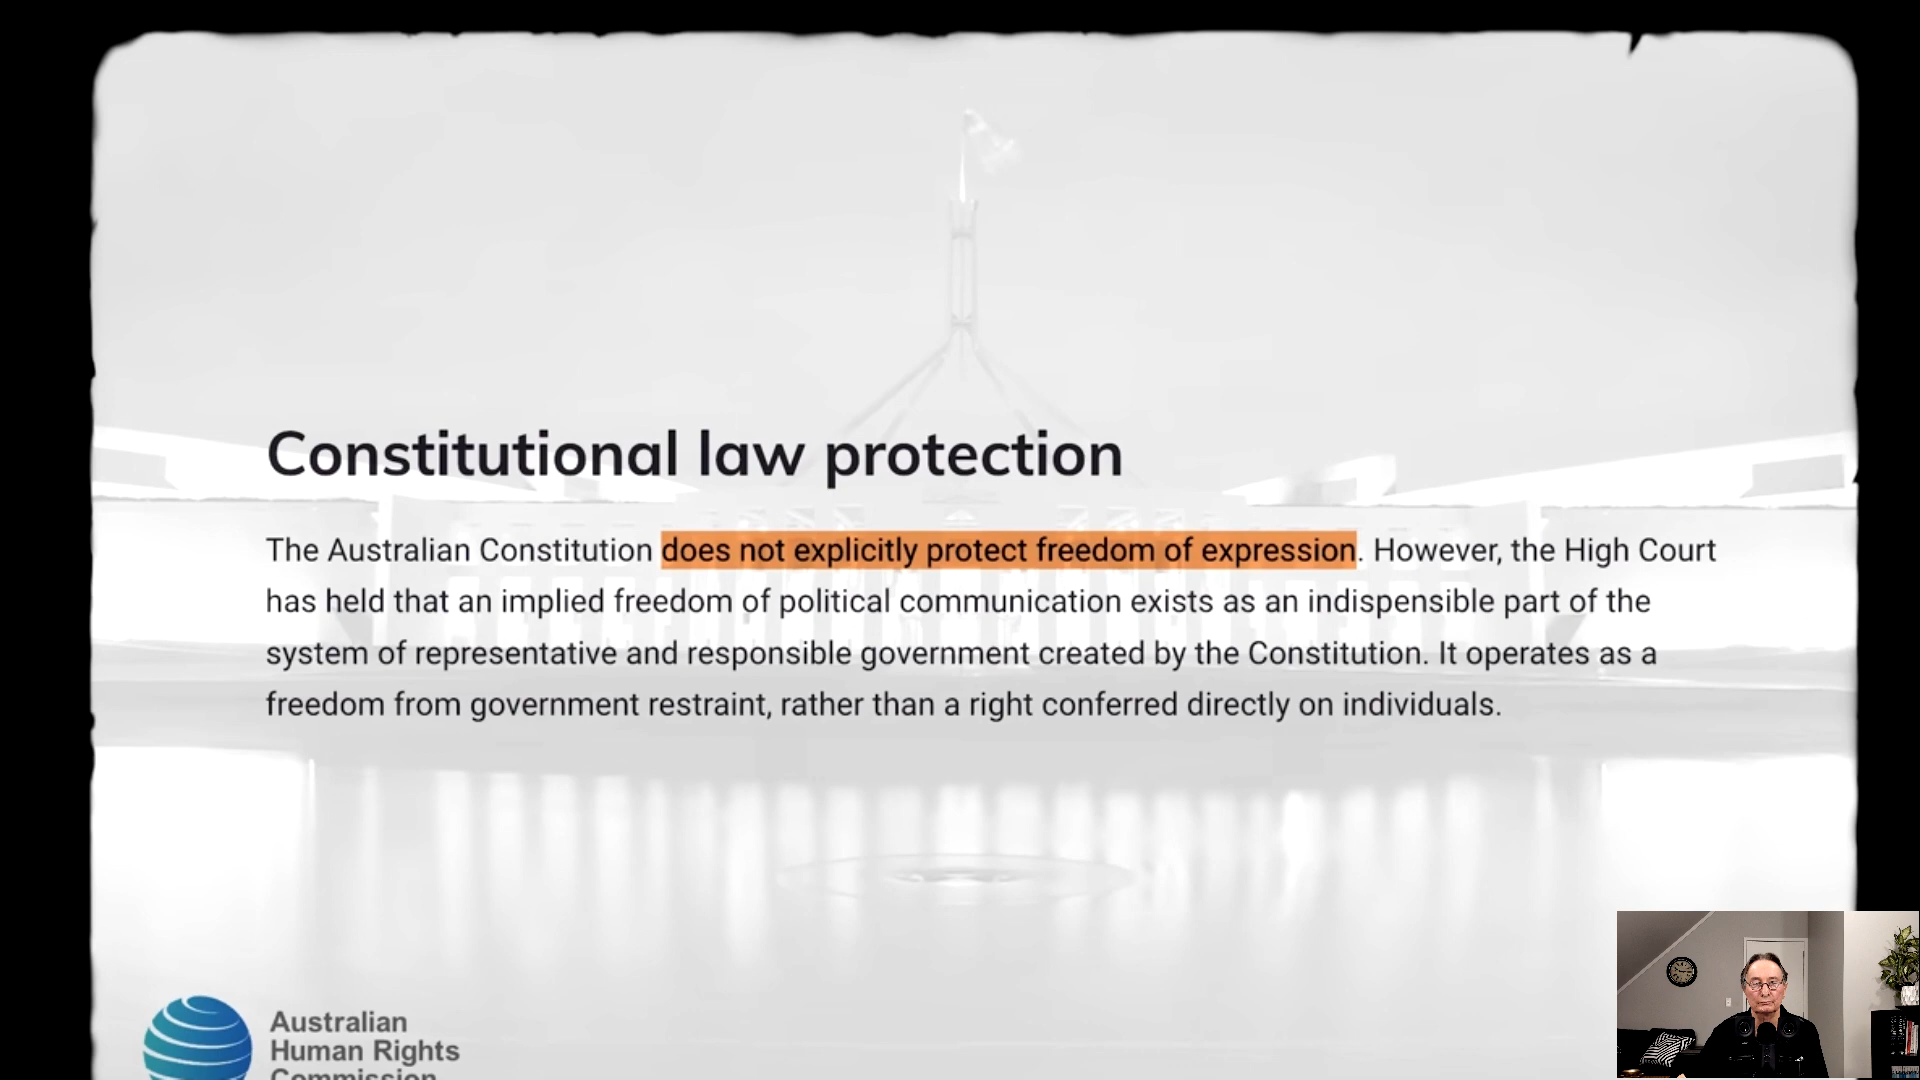 Constitutional law protection
The Australian Constitution does not explicitly protect freedom of expression. However, the High Court
has held that an implied freedom of political communication exists as an indispensible part of the
system of representative and responsible government created by the Constitution. It operates as a
freedom from government restraint, rather than a right conferred directly on individuals.
Australian
Human Rights
Commission